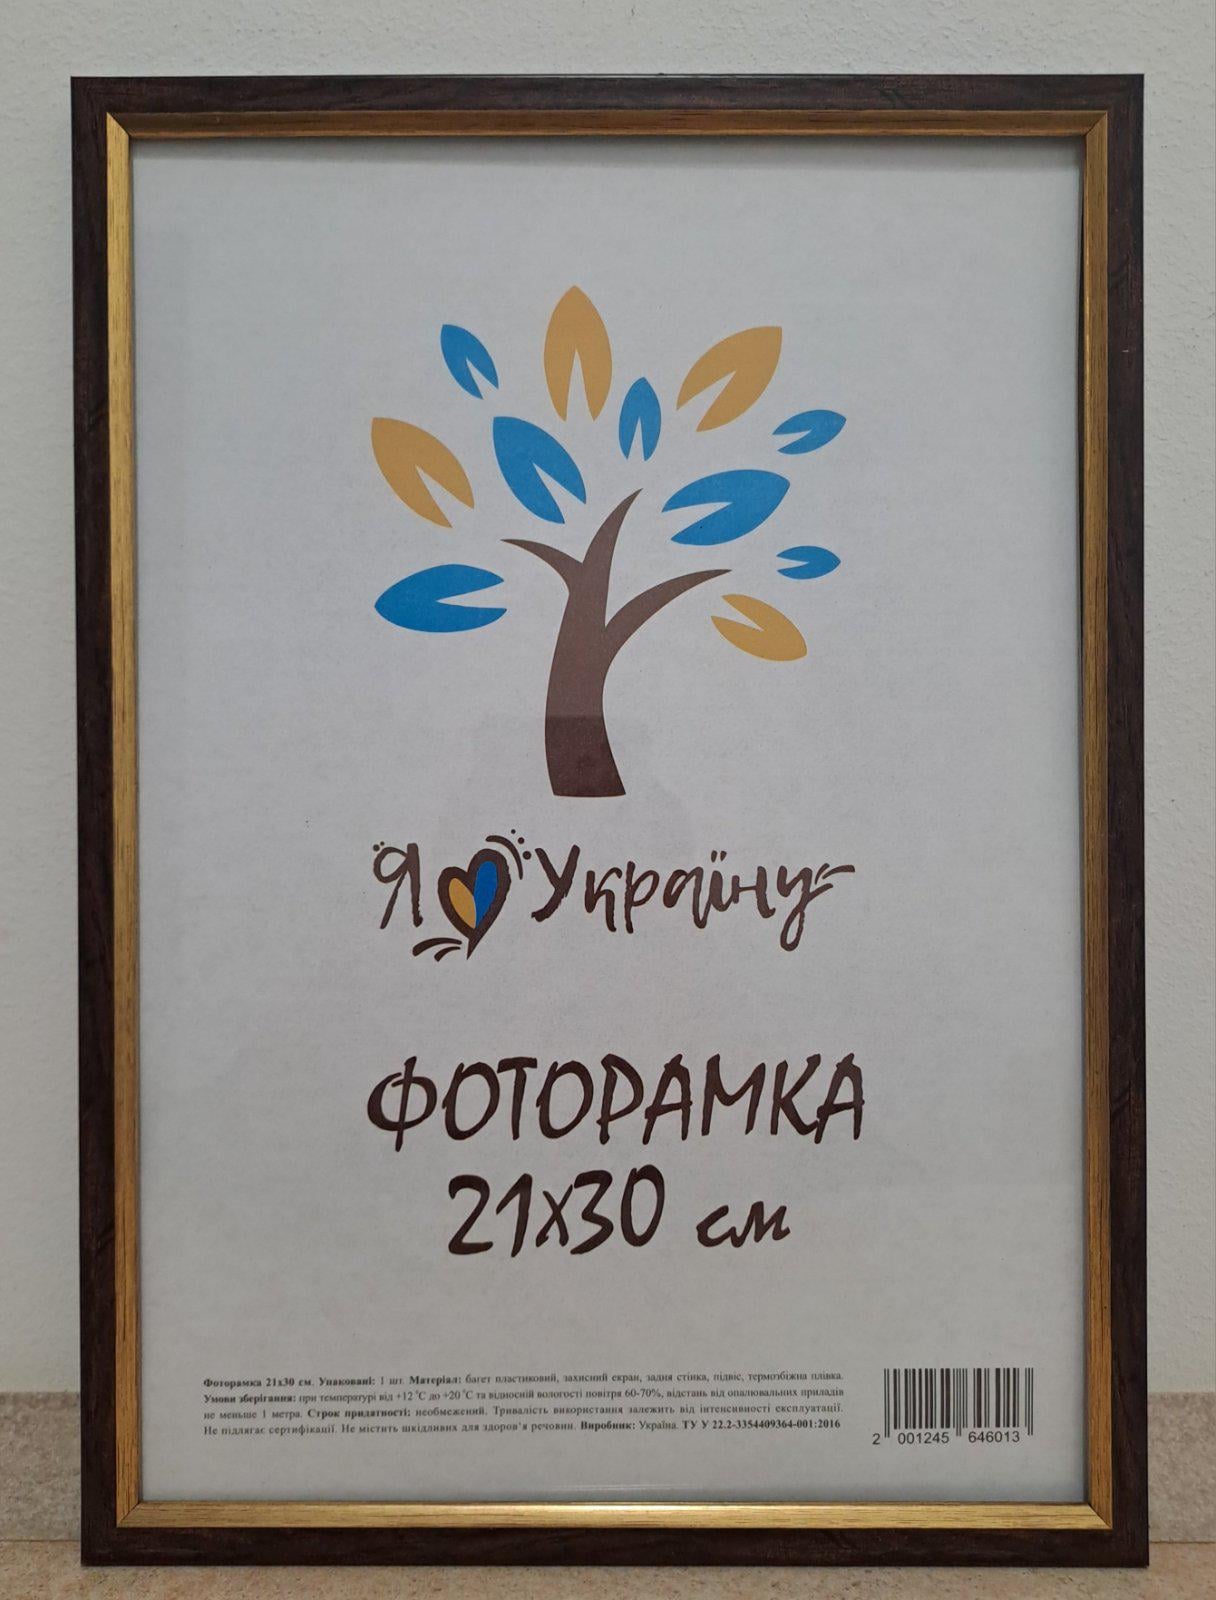 Я Україну
ФОТОРАМКА
21х30 см
Фоторамка 21х30 см. Упаковані: 1 шт. Матеріал: багет пластиковий, захисний екран, задня стінка, підвіс, термозбіжна плівка.
Умови зберігання: при температурі від +12 °С до +20 °С та відносній вологості повітря 60-70%, відстань від опалювальних приладів
не меньше 1 метра. Строк придатності: необмежений. Тривалість використання залежить від інтенсивності експлуатації.
Не підлягає сертифікації. Не містить шкідливих для здоров'я речовин. Виробник: Україна. ТУ У 22.2-3354409364-001:2016
2 001245 646013